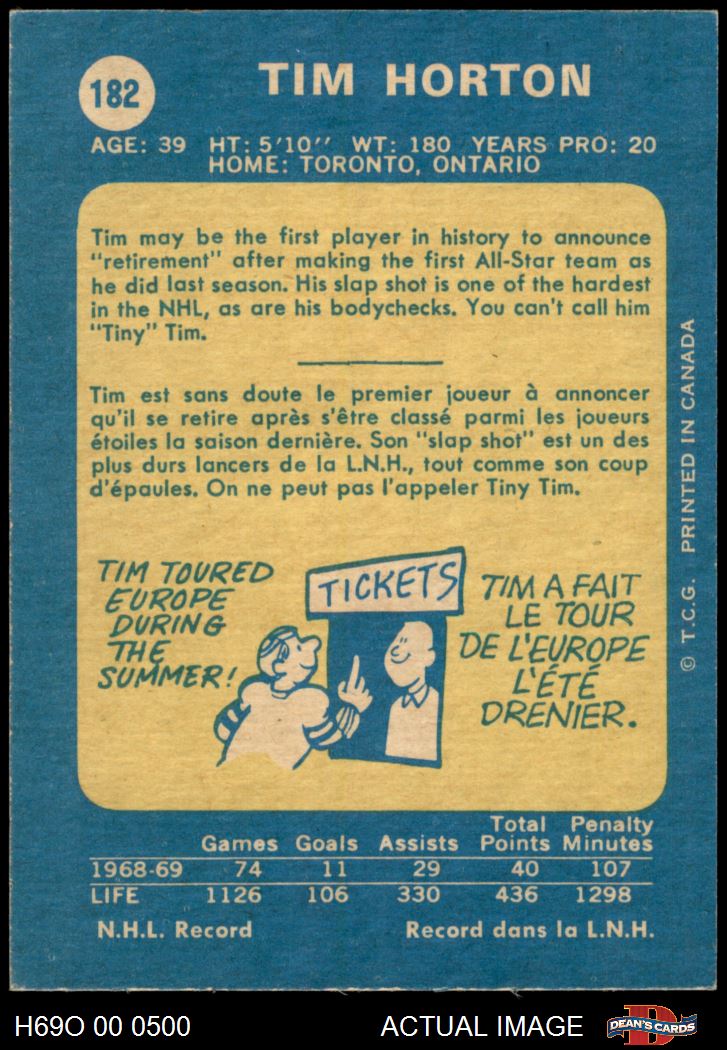 182
TIM HORTON
AGE: 39 HT: 5'10'' WT: 180 YEARS PRO: 20
HOME: TORONTO, ONTARIO
Tim may be the first player in history to announce
"retirement" after making the first All-Star team as
he did last season. His slap shot is one of the hardest
in the NHL, as are his bodychecks. You can't call him
"Tiny" Tim.
Tim est sans doute le premier joueur à annoncer
qu'il se retire après s'être classé parmi les joueurs
étoiles la saison dernière. Son "slap shot" est un des
plus durs lancers de la L.N.H., tout comme son coup
d'épaules. On ne peut pas l'appeler Tiny Tim.
TIM TOURED
EUROPE
DURING
THE
SUMMER!
TICKETS
TIM A FAIT
LE TOUR
DE L'EUROPE
L'ÉTÉ
DRENIER.
© T.C.G. PRINTED IN CANADA
Total Penalty
Games Goals Assists Points Minutes
1968-69 74 11 29 40 107
LIFE 1126 106 330 436 1298
N.H.L. Record Record dans la L.N.H.
H69O 00 0500 ACTUAL IMAGE
D
DEAN'S CARDS